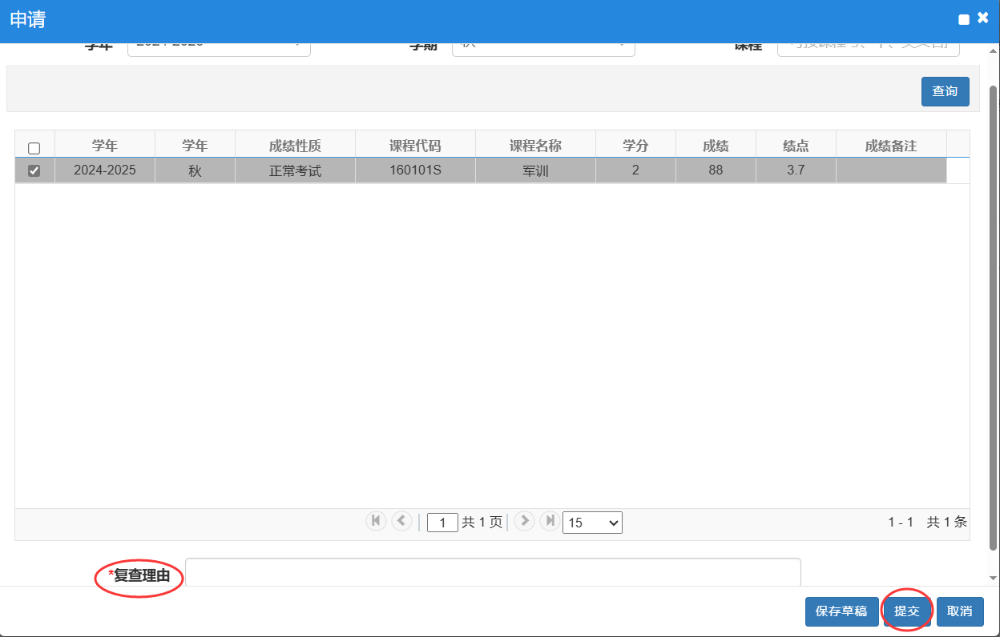 申请
学年 2024-2025 学期 秋 课程
查询
学年 学年 成绩性质 课程代码 课程名称 学分 成绩 绩点 成绩备注
2024-2025 秋 正常考试 160101S 军训 2 88 3.7
1 共 1 页 15 1 - 1 共 1 条
*复查理由
保存草稿 提交 取消